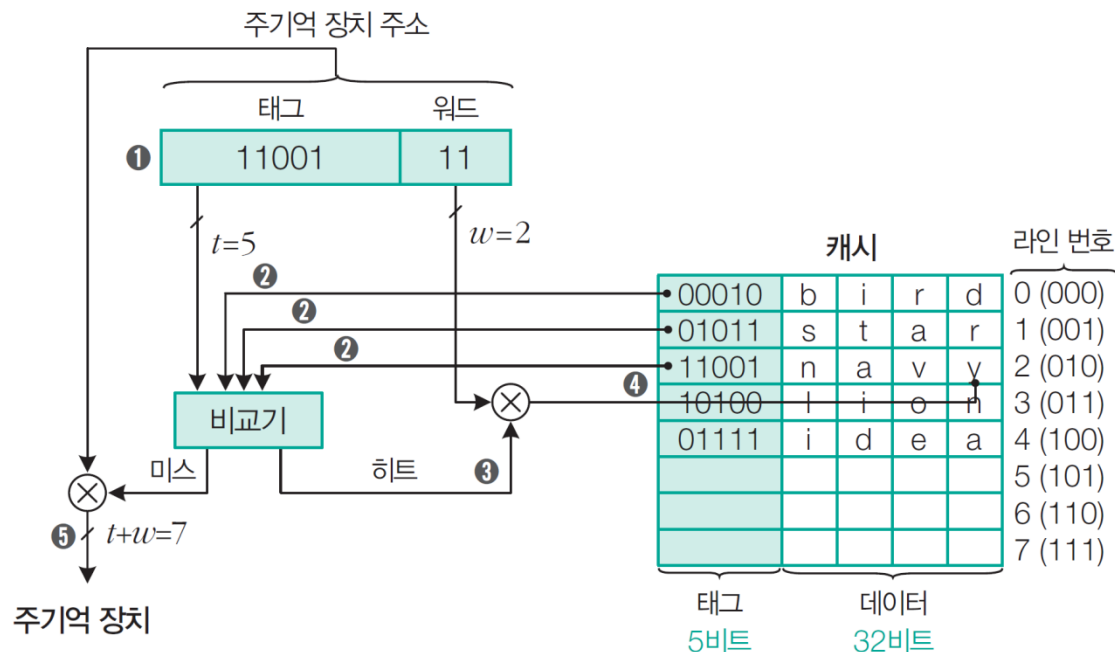 주기억 장치 주소
태그 워드
❶ 11001 11
t=5 w=2
캐시 라인 번호
❷ 00010 b i r d 0 (000)
❷ 01011 s t a r 1 (001)
❷ 11001 n a v y 2 (010)
❹ 10100 l i o n 3 (011)
비교기 01111 i d e a 4 (100)
미스 히트 ❸ 5 (101)
6 (110)
❺ t+w=7 7 (111)
주기억 장치 태그 데이터
5비트 32비트